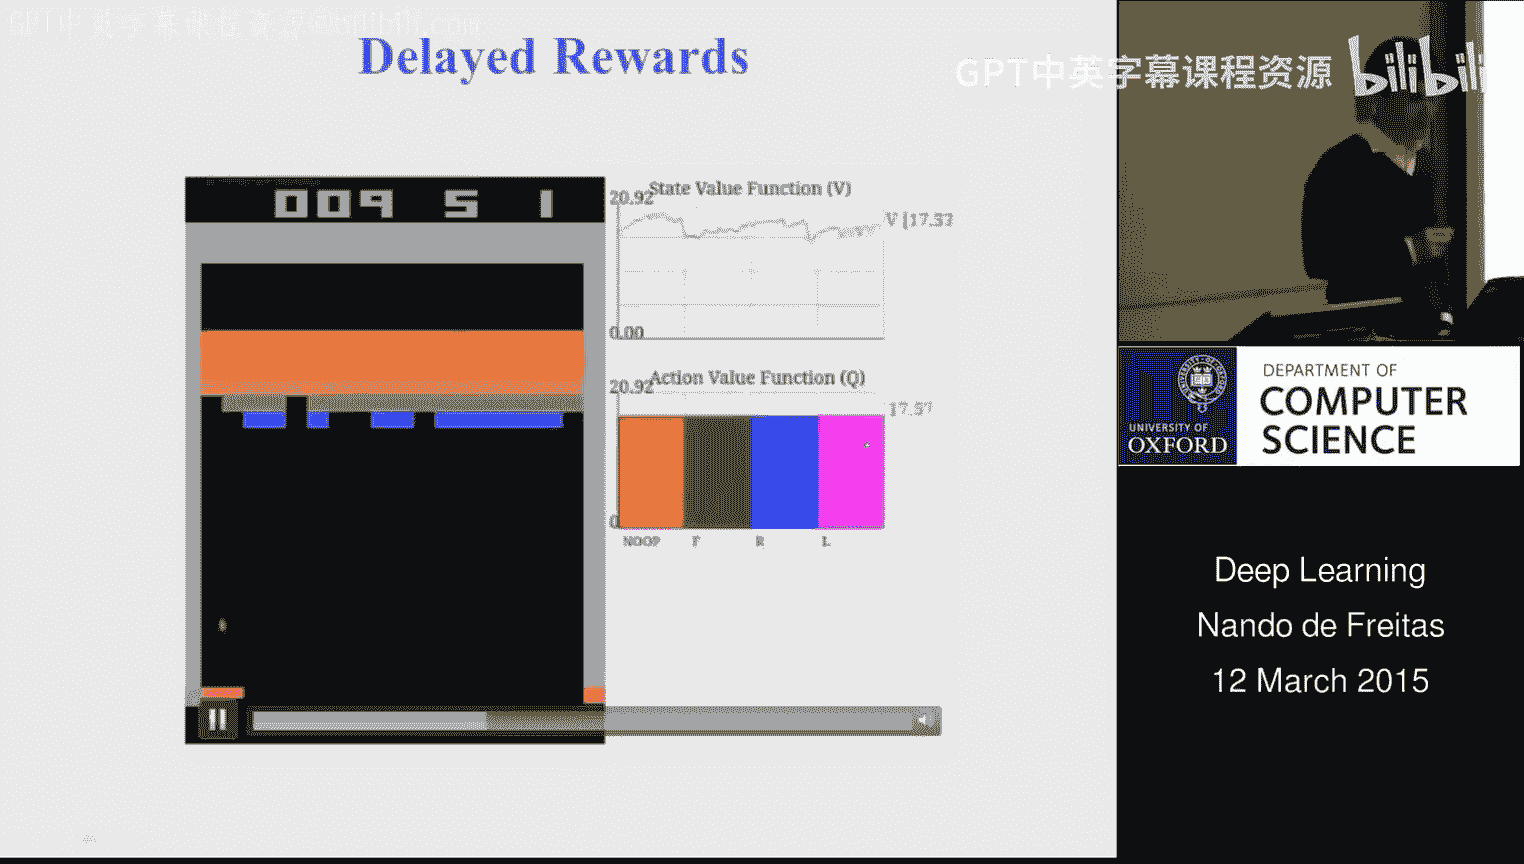 Delayed Rewards
GPT中英字幕课程资源
bilibili
009 5 1
State Value Function (V)
20.92
V [17.33
0.00
Action Value Function (Q)
20.92
17.57
0
NOOP F R L
UNIVERSITY OF
OXFORD
DEPARTMENT OF
COMPUTER
SCIENCE
Deep Learning
Nando de Freitas
12 March 2015